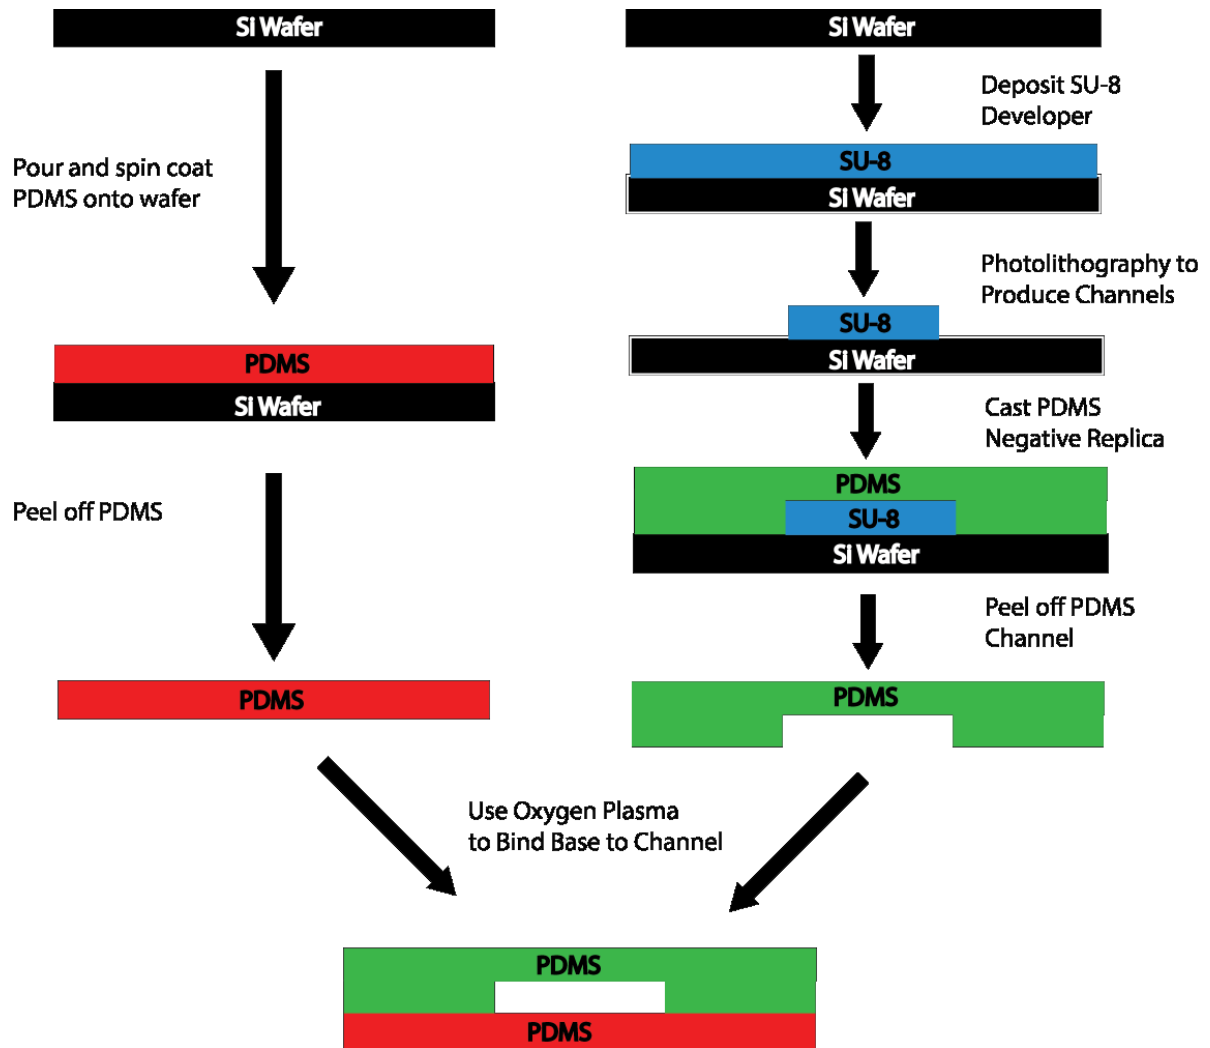 Si Wafer
Si Wafer
Deposit SU-8
Developer
Pour and spin coat
PDMS onto wafer
SU-8
Si Wafer
Photolithography to
Produce Channels
SU-8
Si Wafer
PDMS
Si Wafer
Cast PDMS
Negative Replica
PDMS
SU-8
Si Wafer
Peel off PDMS
Peel off PDMS
Channel
PDMS
PDMS
Use Oxygen Plasma
to Bind Base to Channel
PDMS
PDMS